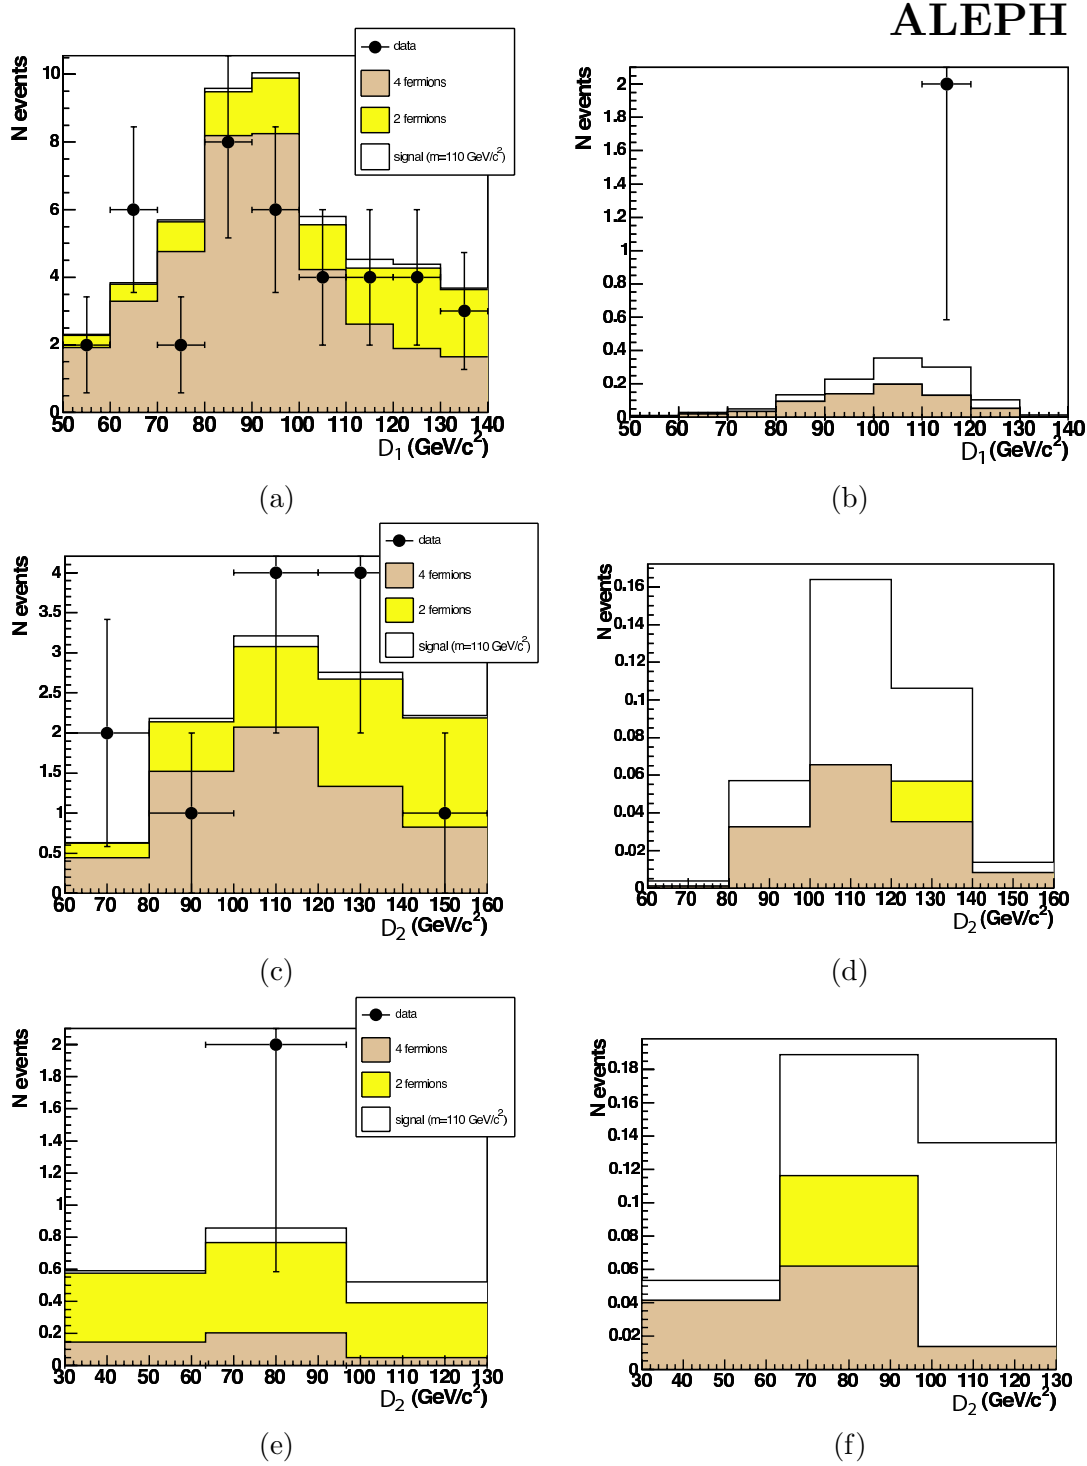 ALEPH
N events
10
8
6
4
2
0
50 60 70 80 90 100 110 120 130 140
D1 (GeV/c2)
data
4 fermions
2 fermions
signal (m=110 GeV/c2)
(a)
N events
2
1.8
1.6
1.4
1.2
1
0.8
0.6
0.4
0.2
0
50 60 70 80 90 100 110 120 130 140
D1 (GeV/c2)
(b)
N events
4
3.5
3
2.5
2
1.5
1
0.5
0
60 70 80 90 100 110 120 130 140 150 160
D2 (GeV/c2)
data
4 fermions
2 fermions
signal (m=110 GeV/c2)
(c)
N events
0.16
0.14
0.12
0.1
0.08
0.06
0.04
0.02
0
60 70 80 90 100 110 120 130 140 150 160
D2 (GeV/c2)
(d)
N events
2
1.8
1.6
1.4
1.2
1
0.8
0.6
0.4
0.2
0
30 40 50 60 70 80 90 100 110 120 130
D2 (GeV/c2)
data
4 fermions
2 fermions
signal (m=110 GeV/c2)
(e)
N events
0.18
0.16
0.14
0.12
0.1
0.08
0.06
0.04
0.02
0
30 40 50 60 70 80 90 100 110 120 130
D2 (GeV/c2)
(f)